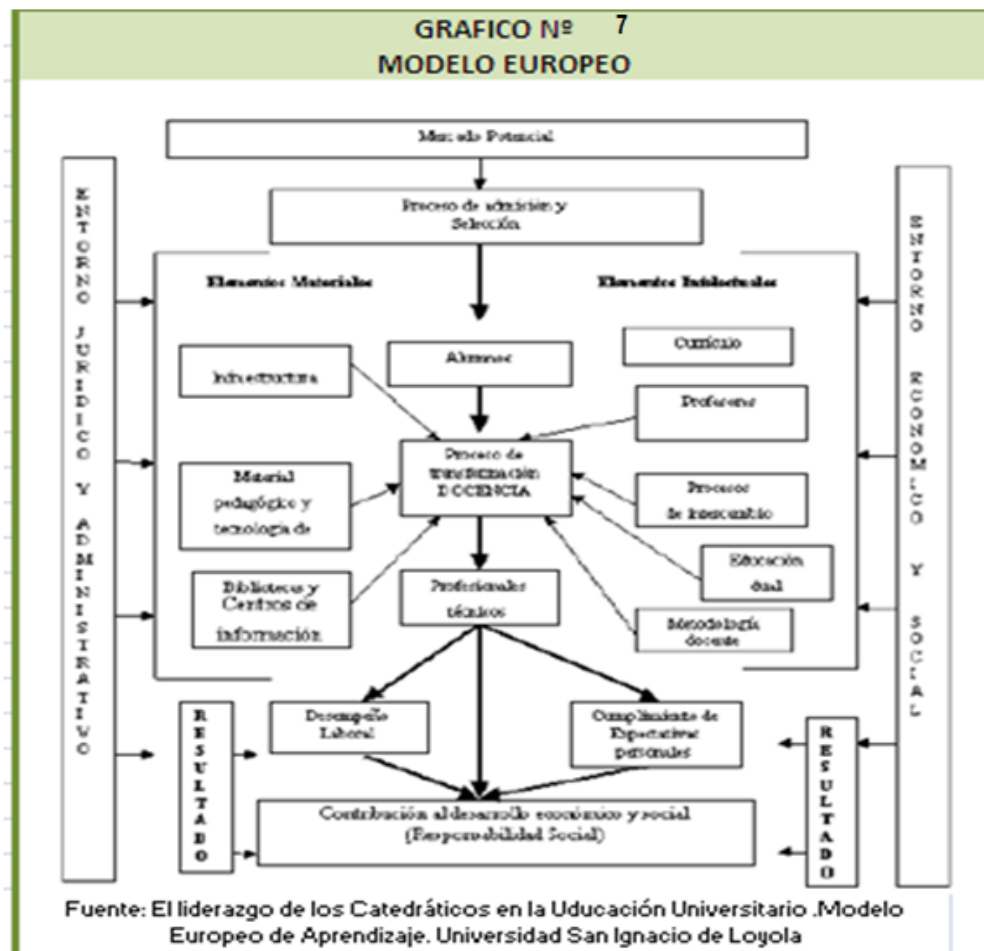 GRAFICO Nº 7
MODELO EUROPEO
Mercado Potencial
Proceso de admisión y
Selección
Elementos Materiales
Elementos Intelectuales
Currículo
Alumnos
Infraestructura
Profesores
Proceso de
transformación
DOCENCIA
Material
pedagógico y
tecnología de
Procesos
de intercambio
Educación
dual
Profesionales
técnicos
Bibliotecas y
Centros de
información
Metodología
docente
Desempeño
Laboral
Cumplimiento de
Expectativas
personales
Contribución al desarrollo económico y social
(Responsabilidad Social)
ENTORNO JURIDICO Y ADMINISTRATIVO
RESULTADO
RESULTADO
ENTORNO ECONOMICO Y SOCIAL
Fuente: El liderazgo de los Catedráticos en la Uducación Universitario .Modelo
Europeo de Aprendizaje. Universidad San Ignacio de Loyola